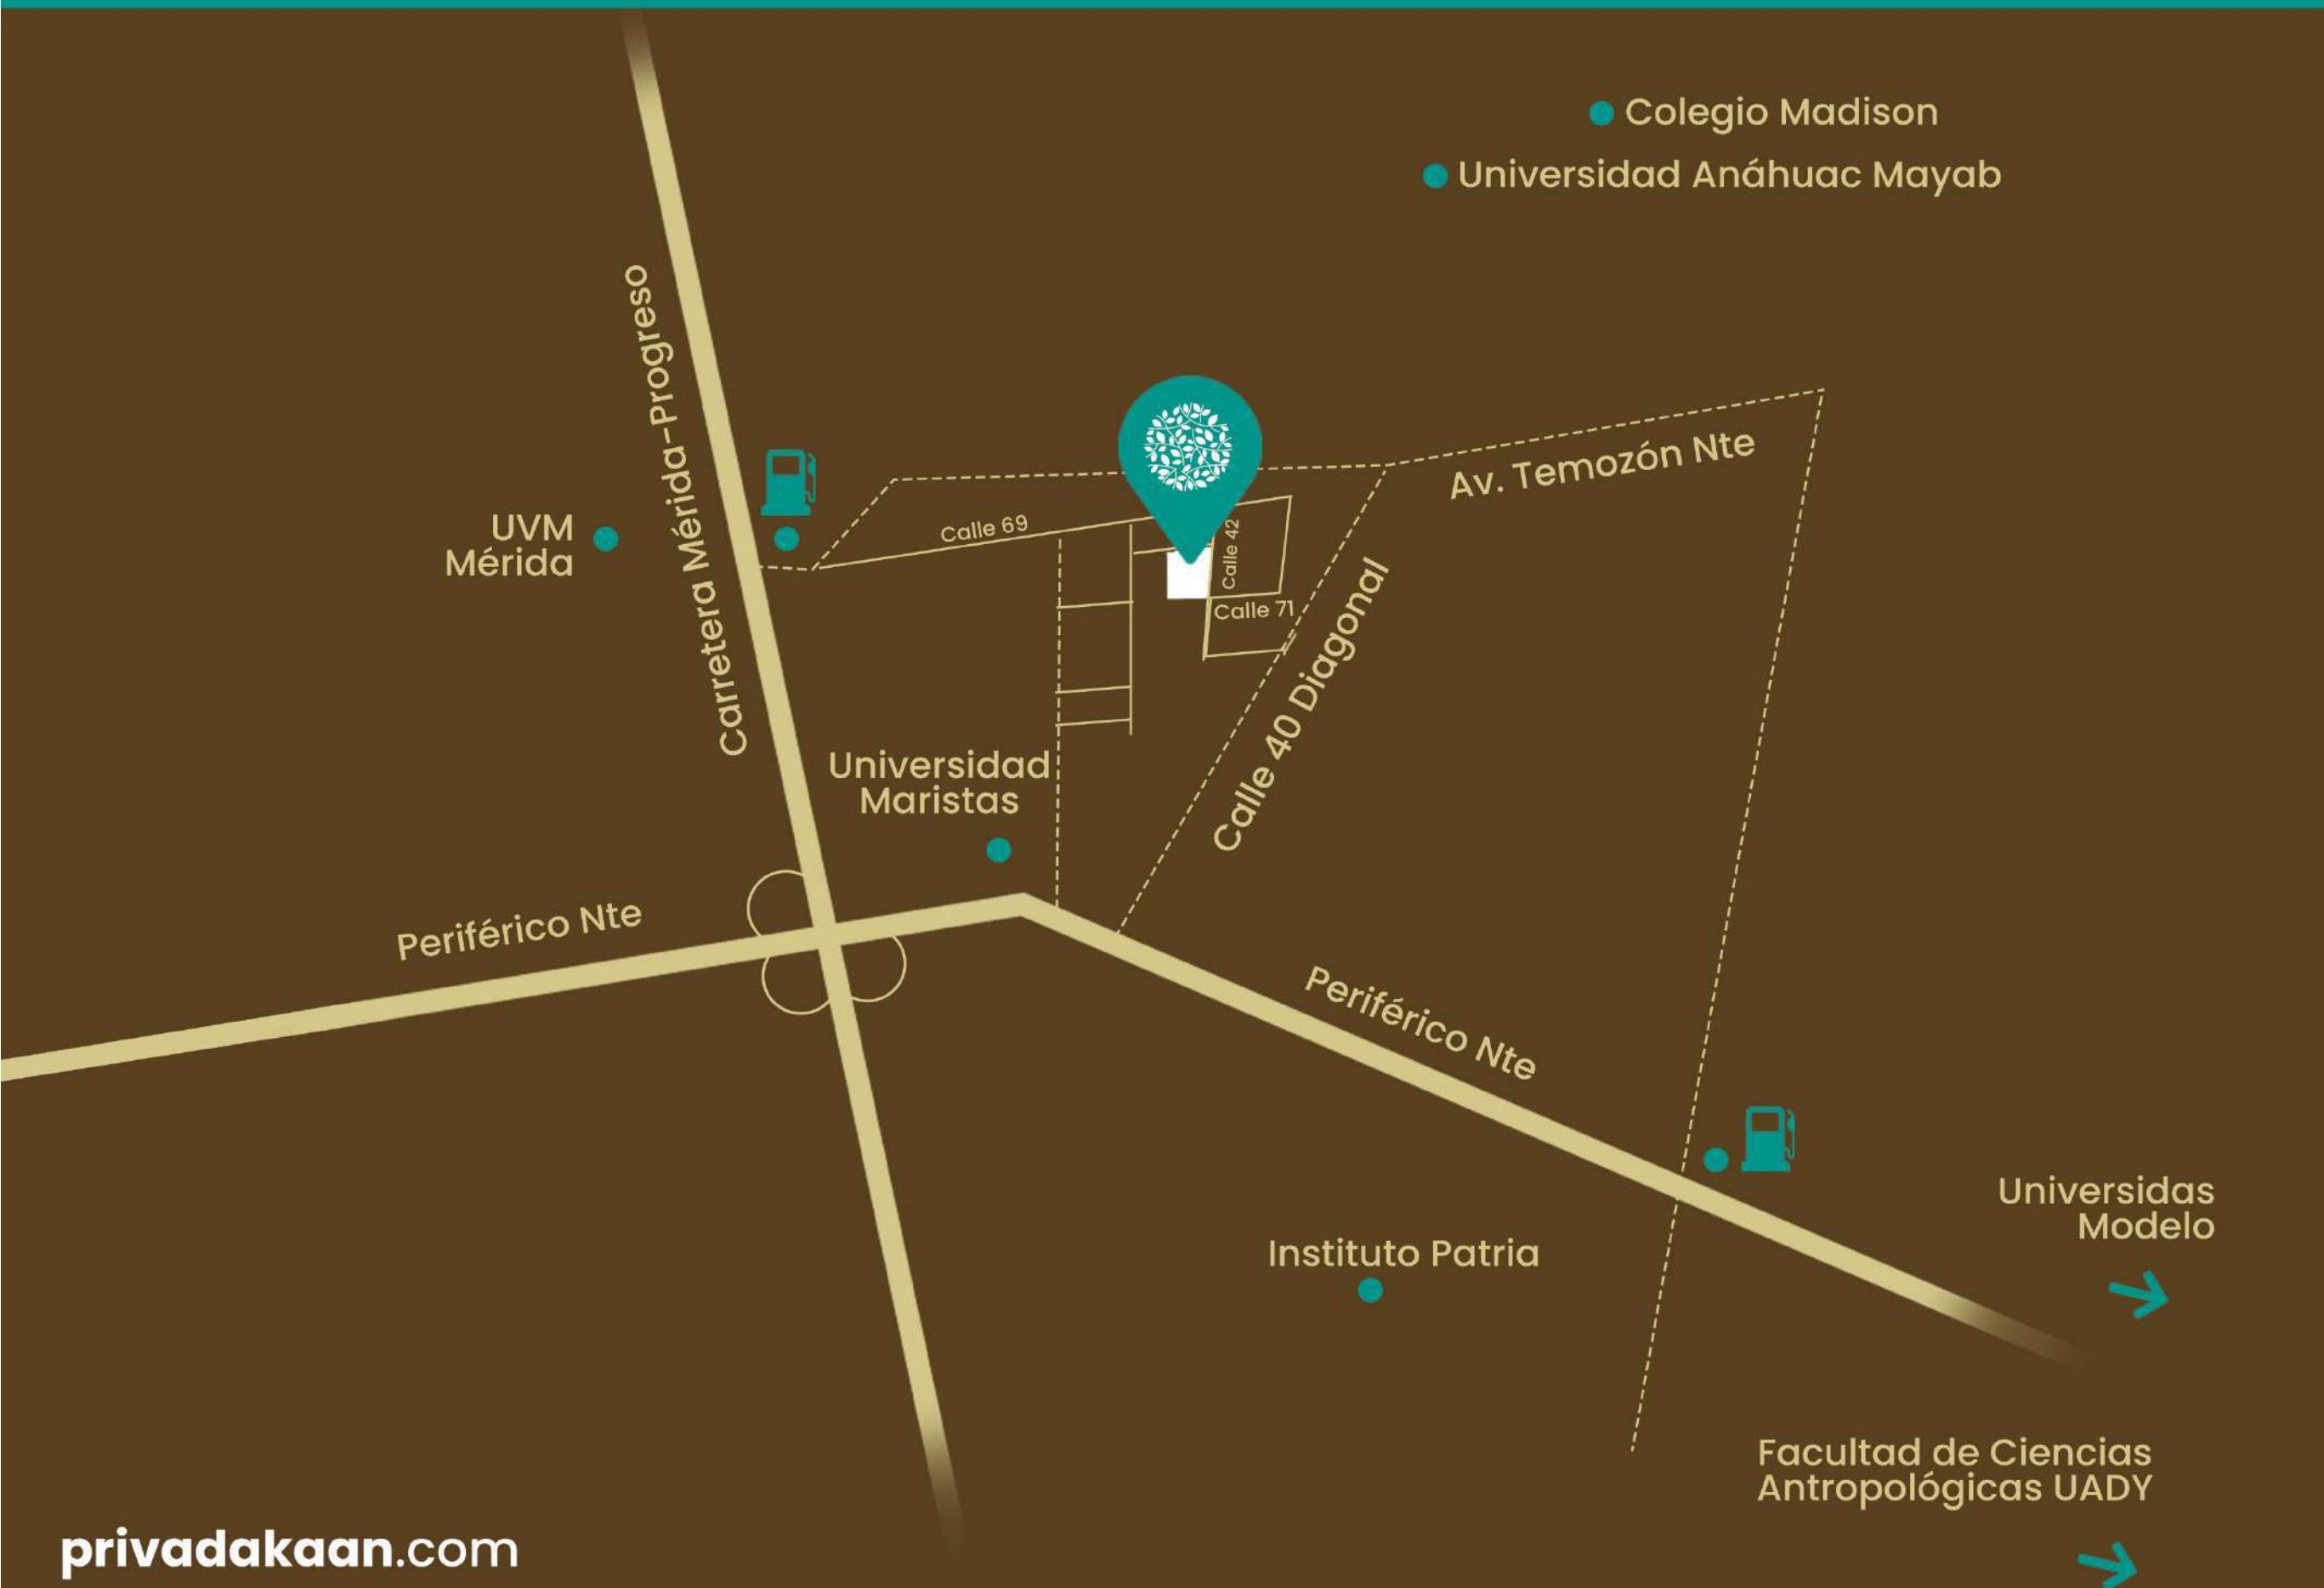 Colegio Madison
Universidad Anáhuac Mayab
Carretera Mérida-Progreso
Av. Temozón Nte
UVM
Mérida
Calle 69
Calle 42
Calle 71
Calle 40 Diagonal
Universidad
Maristas
Periférico Nte
Periférico Nte
Universidas
Modelo
Instituto Patria
Facultad de Ciencias
Antropológicas UADY
privadakaan.com